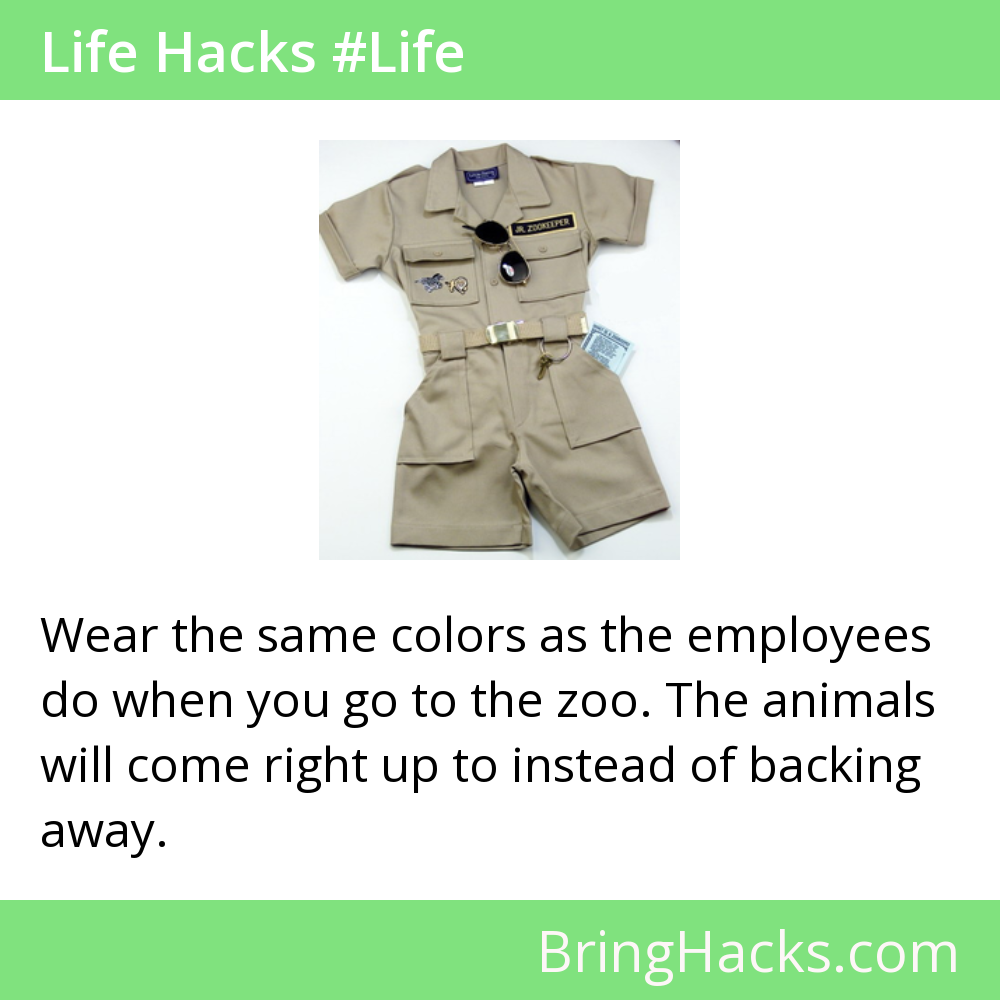 Life Hacks #Life
JR. ZOOKEEPER
Wear the same colors as the employees
do when you go to the zoo. The animals
will come right up to instead of backing
away.
BringHacks.com